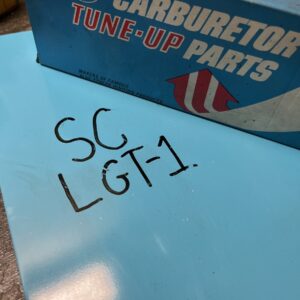 CARBURETOR
TUNE-UP PARTS
SC
LGT-1.